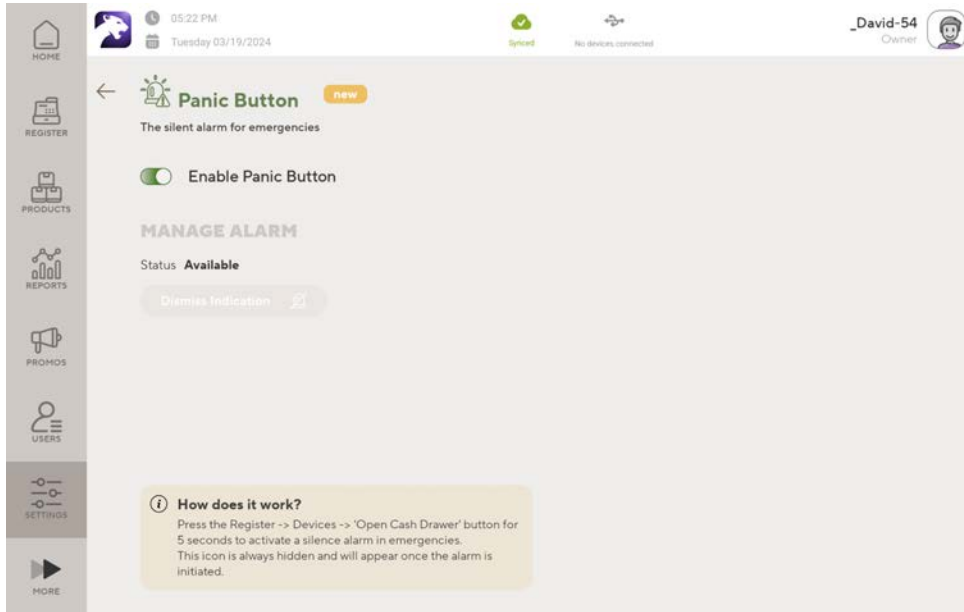 05:22 PM
Tuesday 03/19/2024
Synced
No devices connected
_David-54
Owner
HOME
REGISTER
PRODUCTS
REPORTS
PROMOS
USERS
SETTINGS
MORE
Panic Button new
The silent alarm for emergencies
Enable Panic Button
MANAGE ALARM
Status Available
Dismiss Indication
How does it work?
Press the Register -> Devices -> 'Open Cash Drawer' button for
5 seconds to activate a silence alarm in emergencies.
This icon is always hidden and will appear once the alarm is
initiated.